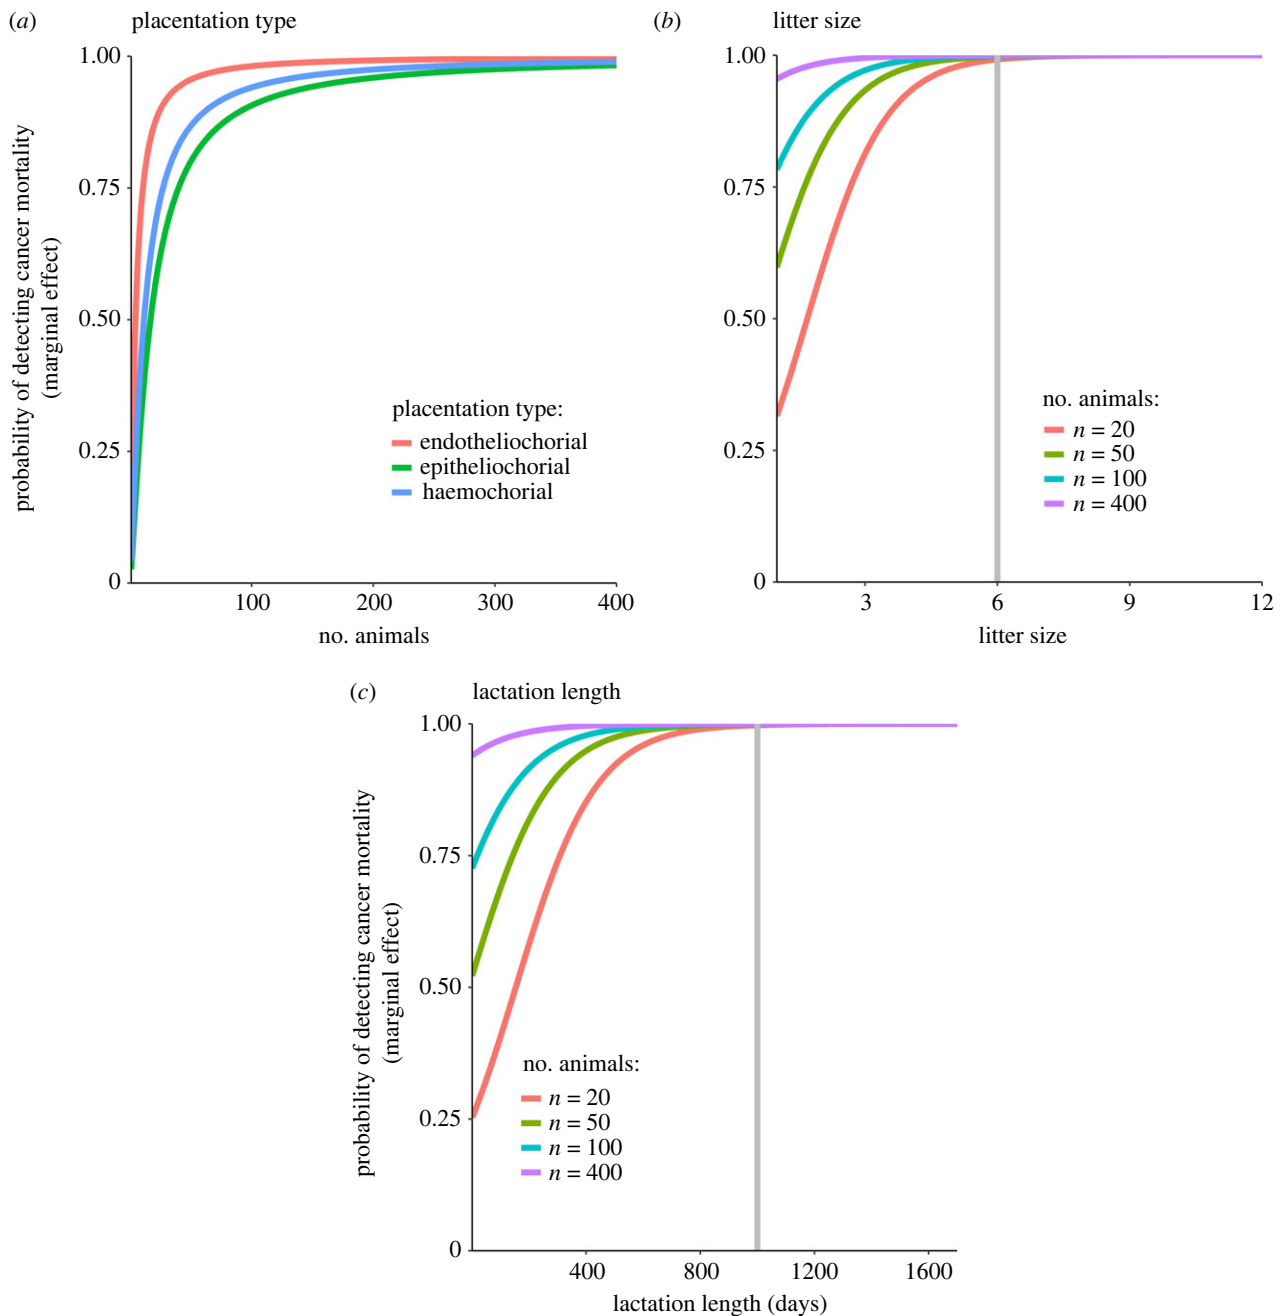 (a) placentation type
1.00
0.75
0.50
0.25
0
probability of detecting cancer mortality
(marginal effect)
placentation type:
endotheliochorial
epitheliochorial
haemochorial
100 200 300 400
no. animals
(b) litter size
1.00
0.75
0.50
0.25
0
no. animals:
n = 20
n = 50
n = 100
n = 400
3 6 9 12
litter size
(c) lactation length
1.00
0.75
0.50
0.25
0
probability of detecting cancer mortality
(marginal effect)
no. animals:
n = 20
n = 50
n = 100
n = 400
400 800 1200 1600
lactation length (days)